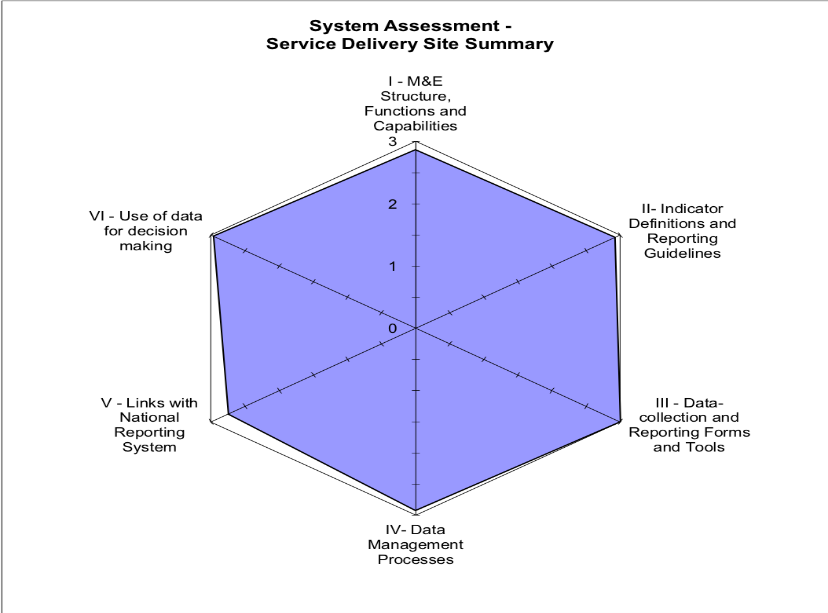 System Assessment -
Service Delivery Site Summary
I - M&E
Structure,
Functions and
Capabilities
3
2
1
0
VI - Use of data
for decision
making
II- Indicator
Definitions and
Reporting
Guidelines
V - Links with
National
Reporting
System
III - Data-
collection and
Reporting Forms
and Tools
IV- Data
Management
Processes